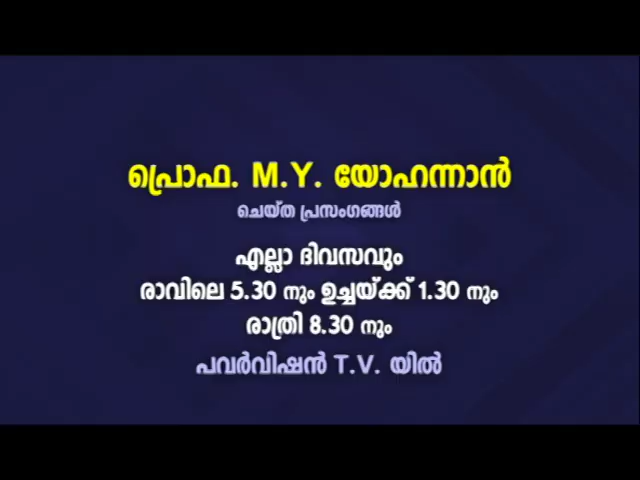 പ്രൊഫ. M.Y. യോഹന്നാൻ
ചെയ്ത പ്രസംഗങ്ങൾ
എല്ലാ ദിവസവും
രാവിലെ 5.30 നും ഉച്ചയ്ക്ക് 1.30 നും
രാത്രി 8.30 നും
പവർവിഷൻ T.V. യിൽ